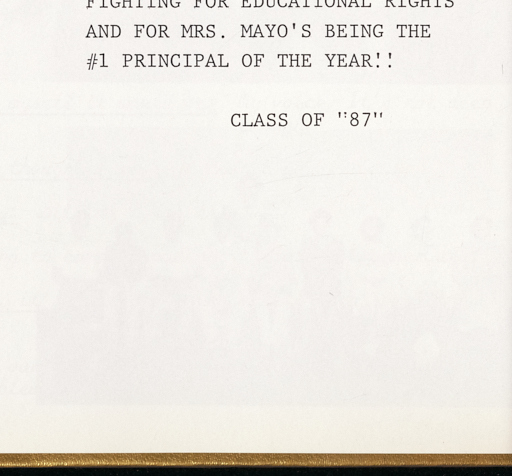 FIGHTING FOR EDUCATIONAL RIGHTS
AND FOR MRS. MAYO'S BEING THE
#1 PRINCIPAL OF THE YEAR!!
CLASS OF "87"